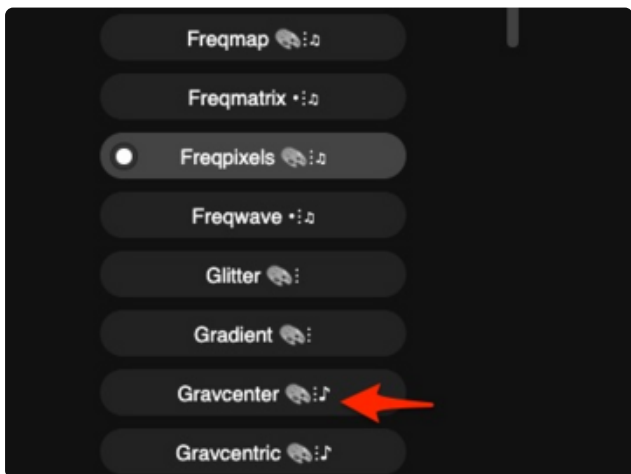 Freqmap 🎨⋮♫
Freqmatrix •⋮♫
Freqpixels 🎨⋮♫
Freqwave •⋮♫
Glitter 🎨⋮
Gradient 🎨⋮
Gravcenter 🎨⋮♪
Gravcentric 🎨⋮♪